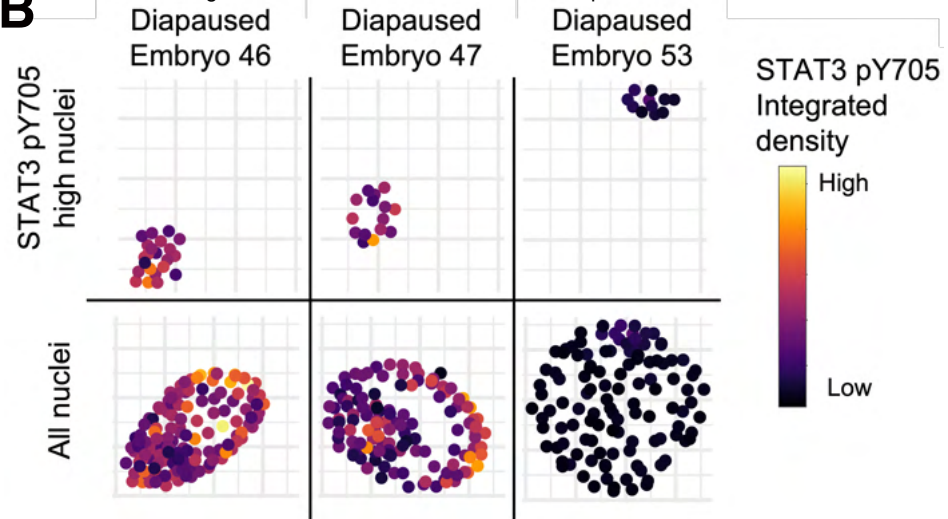 B
Diapaused
Embryo 46
Diapaused
Embryo 47
Diapaused
Embryo 53
STAT3 pY705
high nuclei
All nuclei
STAT3 pY705
Integrated
density
High
Low